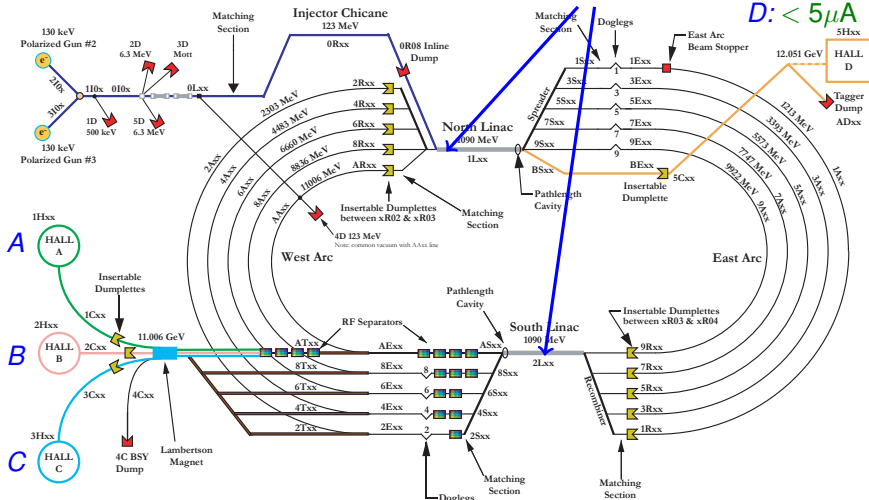 D: < 5μA
130 keV
Polarized Gun #2
2D
6.3 MeV
3D
Mott
Matching
Section
Injector Chicane
123 MeV
0Rxx
0R08 Inline
Dump
Matching
Section
Doglegs
East Arc
Beam Stopper
5Hxx
HALL
D
12.051 GeV
Tagger
Dump
ADxx
e-
2I0x
3I0x
1I0x
0I0x
0Lxx
1D
500 keV
5D
6.3 MeV
e-
130 keV
Polarized Gun #3
2Rxx
4Rxx
6Rxx
8Rxx
ARxx
2303 MeV
4483 MeV
6660 MeV
8836 MeV
11006 MeV
2Axx
4Axx
6Axx
8Axx
AAxx
North Linac
1090 MeV
1Lxx
Spreader
1Sxx
3Sxx
5Sxx
7Sxx
9Sxx
1
3
5
7
9
1Exx
3Exx
5Exx
7Exx
9Exx
1213 MeV
3393 MeV
5573 MeV
7747 MeV
9922 MeV
1Axx
3Axx
5Axx
7Axx
9Axx
BSxx
BExx
5Cxx
Insertable
Dumplette
Pathlength
Cavity
Matching
Section
Insertable Dumplettes
between xR02 & xR03
4D 123 MeV
Note: common vacuum with AAxx line
West Arc
East Arc
A
1Hxx
HALL
A
Insertable
Dumplettes
1Cxx
B
2Hxx
HALL
B
2Cxx
11.006 GeV
C
3Hxx
HALL
C
3Cxx
4Cxx
4C BSY
Dump
Lambertson
Magnet
RF Separators
ATxx
8Txx
6Txx
4Txx
2Txx
AExx
8Exx
6Exx
4Exx
2Exx
8
6
4
2
ASxx
8Sxx
6Sxx
4Sxx
2Sxx
Pathlength
Cavity
South Linac
1090 MeV
2Lxx
Insertable Dumplettes
between xR03 & xR04
Recombiner
9Rxx
7Rxx
5Rxx
3Rxx
1Rxx
Doglegs
Matching
Section
Matching
Section